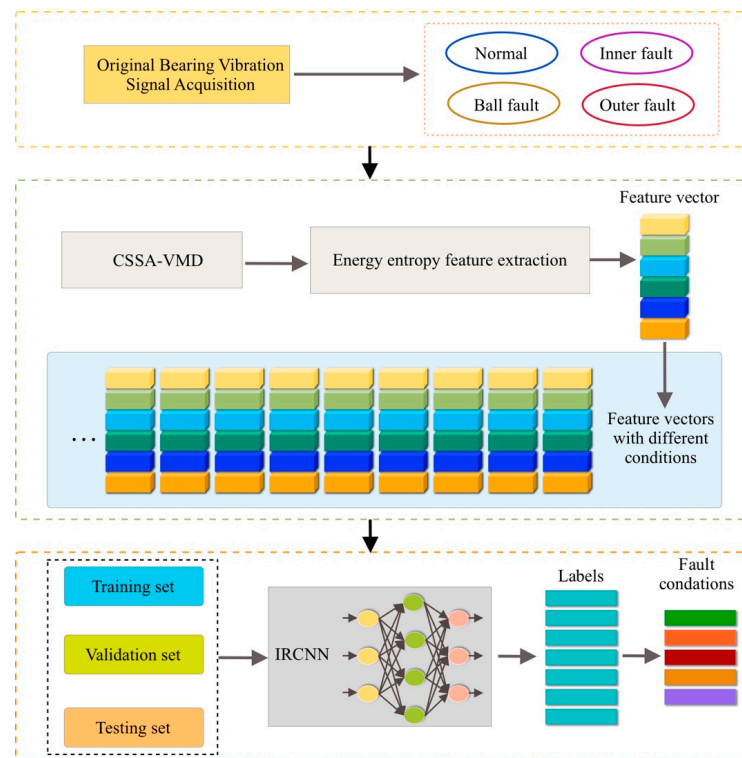 Original Bearing Vibration
Signal Acquisition
Normal
Inner fault
Ball fault
Outer fault
Feature vector
CSSA-VMD
Energy entropy feature extraction
...
Feature vectors
with different
conditions
Training set
Validation set
Testing set
IRCNN
Labels
Fault
condations